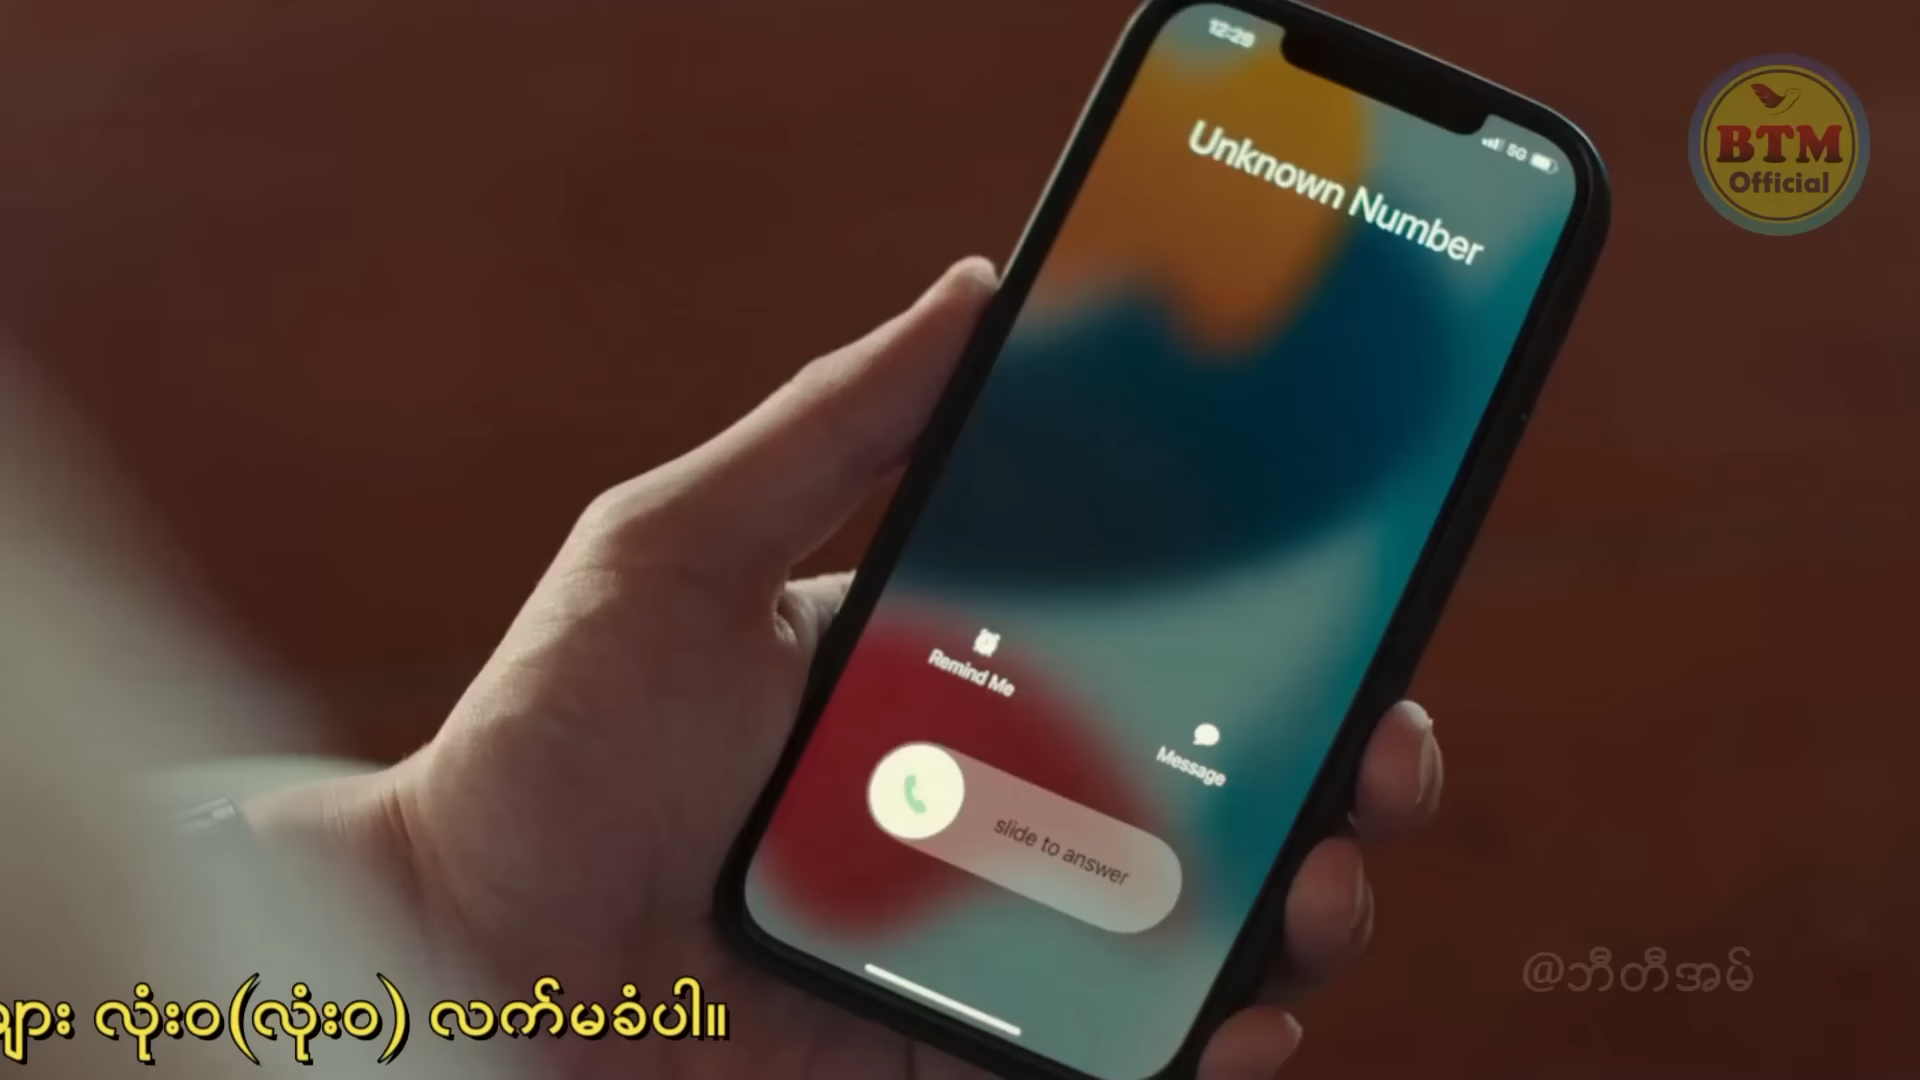 12:29
5G
Unknown Number
BTM
Official
Remind Me
Message
slide to answer
@ဘီတီအမ်
များ လုံးဝ(လုံးဝ) လက်မခံပါ။